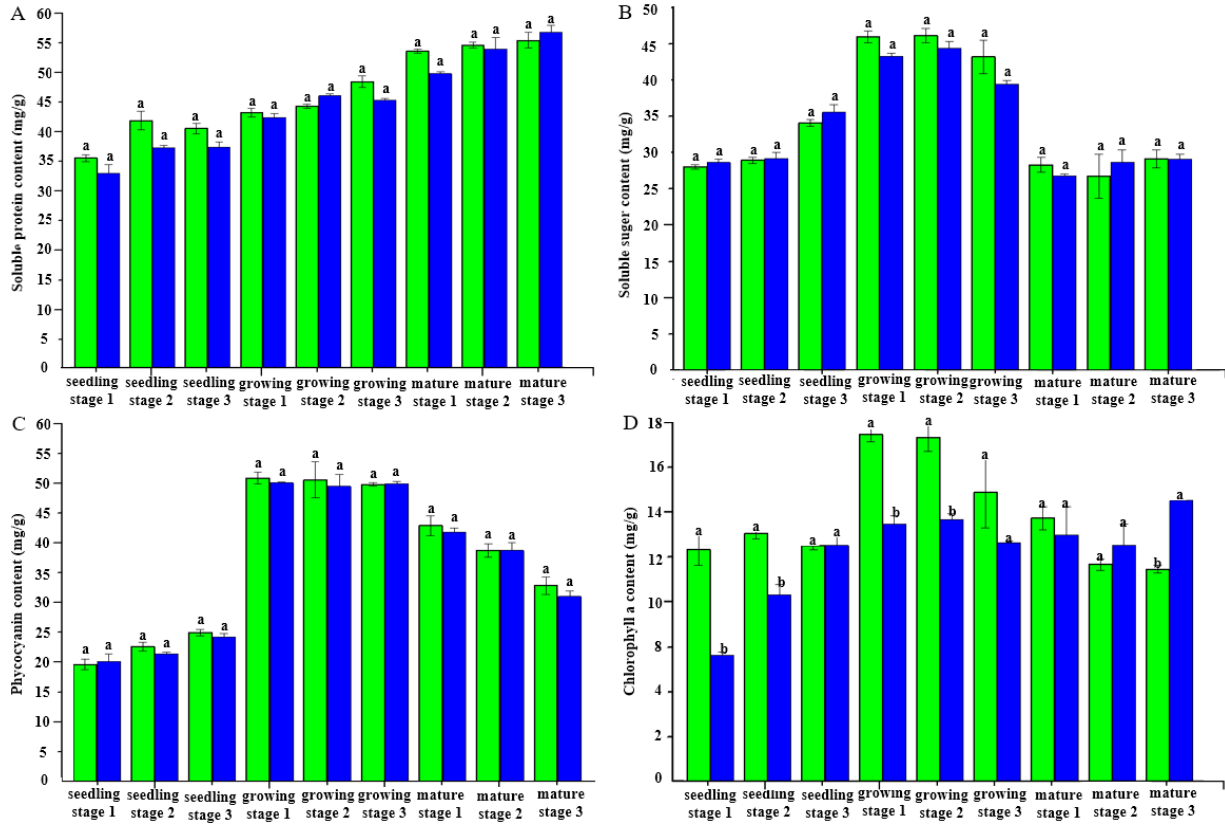 A
Soluble protein content (mg/g)
60
55
50
45
40
35
30
25
20
15
10
5
0
a a a a a a a a a a a a a a a a a a
seedling seedling seedling growing growing growing mature mature mature
stage 1 stage 2 stage 3 stage 1 stage 2 stage 3 stage 1 stage 2 stage 3
B
Soluble suger content (mg/g)
50
45
40
35
30
25
20
15
10
5
0
a a a a a a a a a a a a a a a a a a
seedling seedling seedling growing growing growing mature mature mature
stage 1 stage 2 stage 3 stage 1 stage 2 stage 3 stage 1 stage 2 stage 3
C
Phycocyanin content (mg/g)
60
55
50
45
40
35
30
25
20
15
10
5
0
a a a a a a a a a a a a a a a a a a
seedling seedling seedling growing growing growing mature mature mature
stage 1 stage 2 stage 3 stage 1 stage 2 stage 3 stage 1 stage 2 stage 3
D
Chlorophyll a content (mg/g)
18
16
14
12
10
8
4
2
0
a b a b a a a b a b a a a a a a b a
seedling seedling seedling growing growing growing mature mature mature
stage 1 stage 2 stage 3 stage 1 stage 2 stage 3 stage 1 stage 2 stage 3